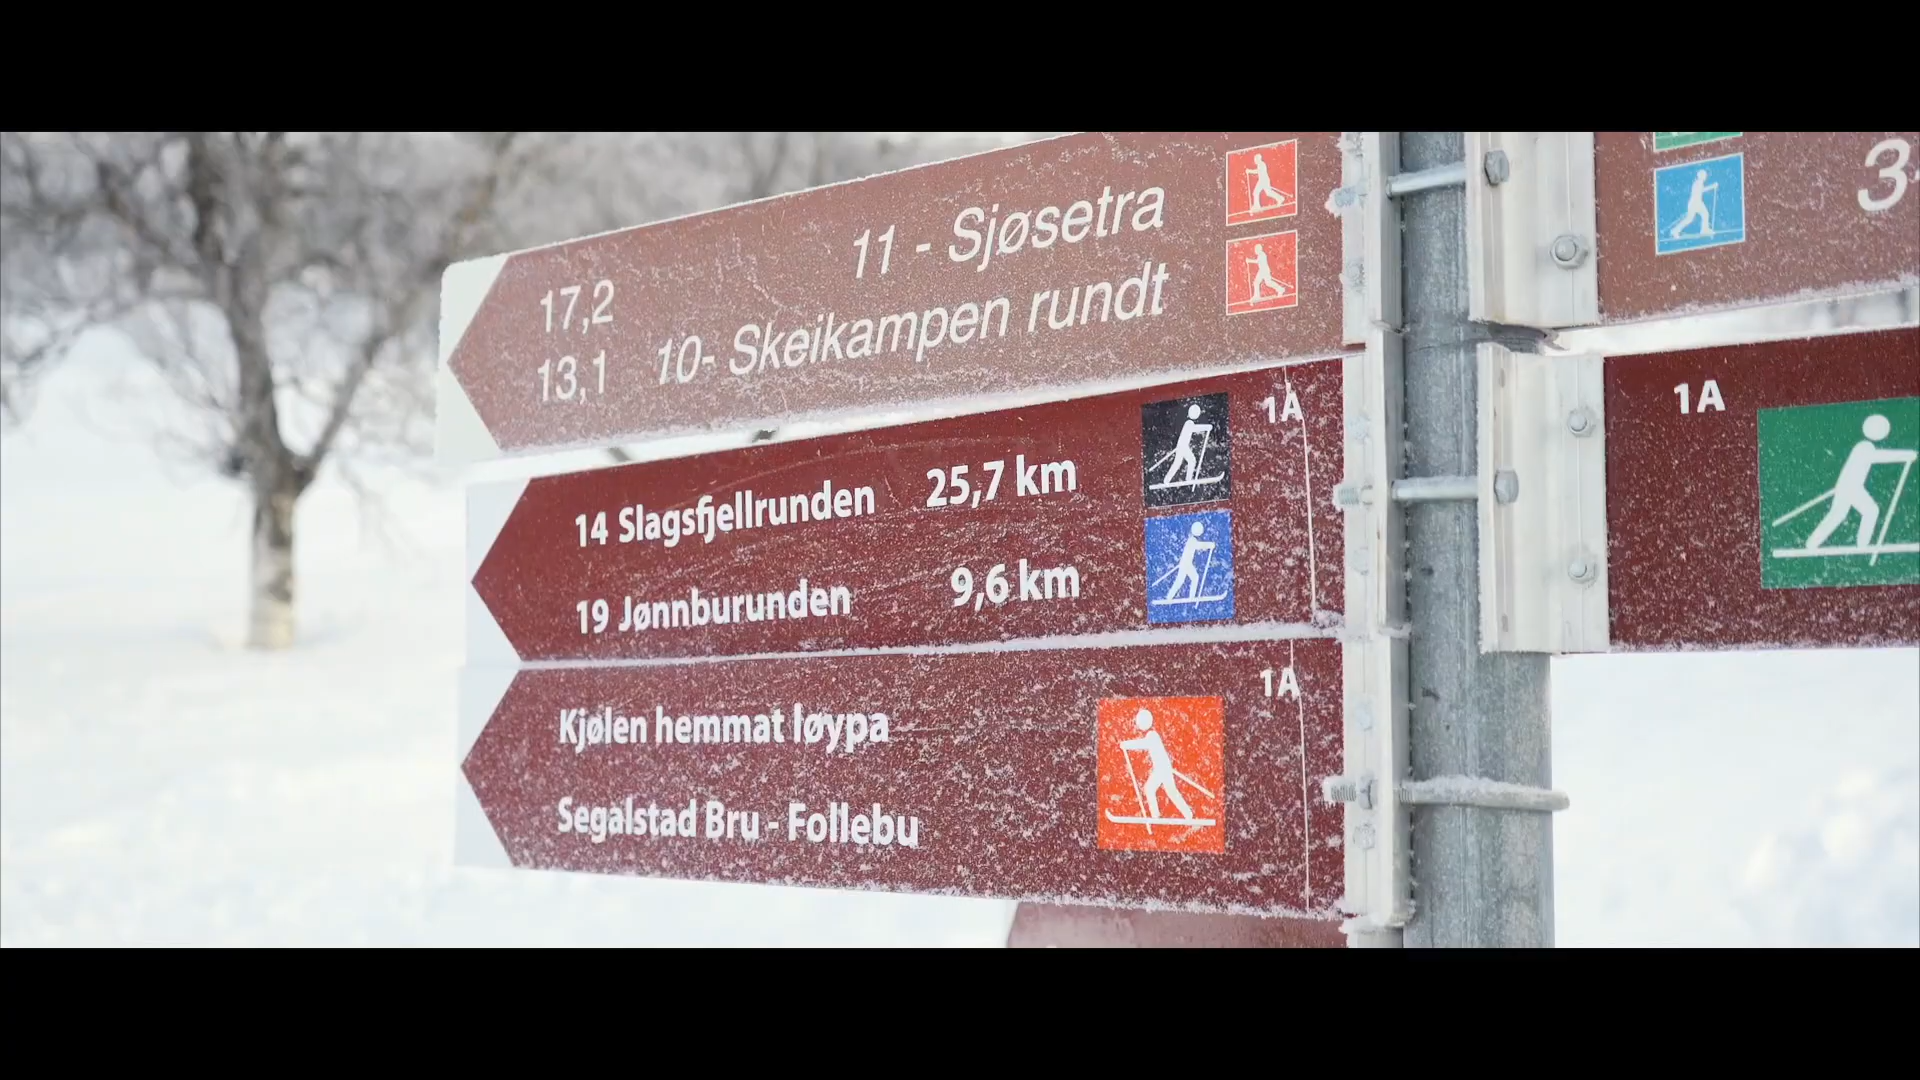 17,2 11 - Sjøsetra
13,1 10- Skeikampen rundt
1A
14 Slagsfjellrunden 25,7 km
19 Jønnburunden 9,6 km
1A
Kjølen hemmat løypa
Segalstad Bru - Follebu
3
1A